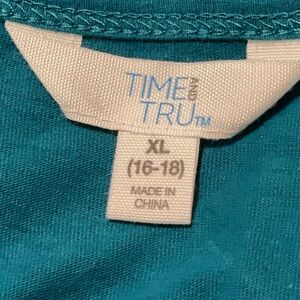 TIME AND
TRU™
XL
(16-18)
MADE IN
CHINA